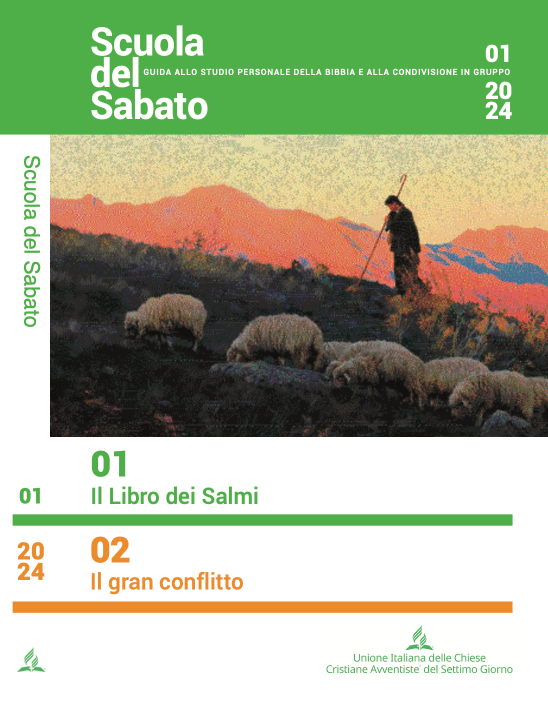 Scuola
del
Sabato
GUIDA ALLO STUDIO PERSONALE DELLA BIBBIA E ALLA CONDIVISIONE IN GRUPPO
01
20
24
Scuola del Sabato
01
Il Libro dei Salmi
01
02
Il gran conflitto
20
24
Unione Italiana delle Chiese
Cristiane Avventiste® del Settimo Giorno